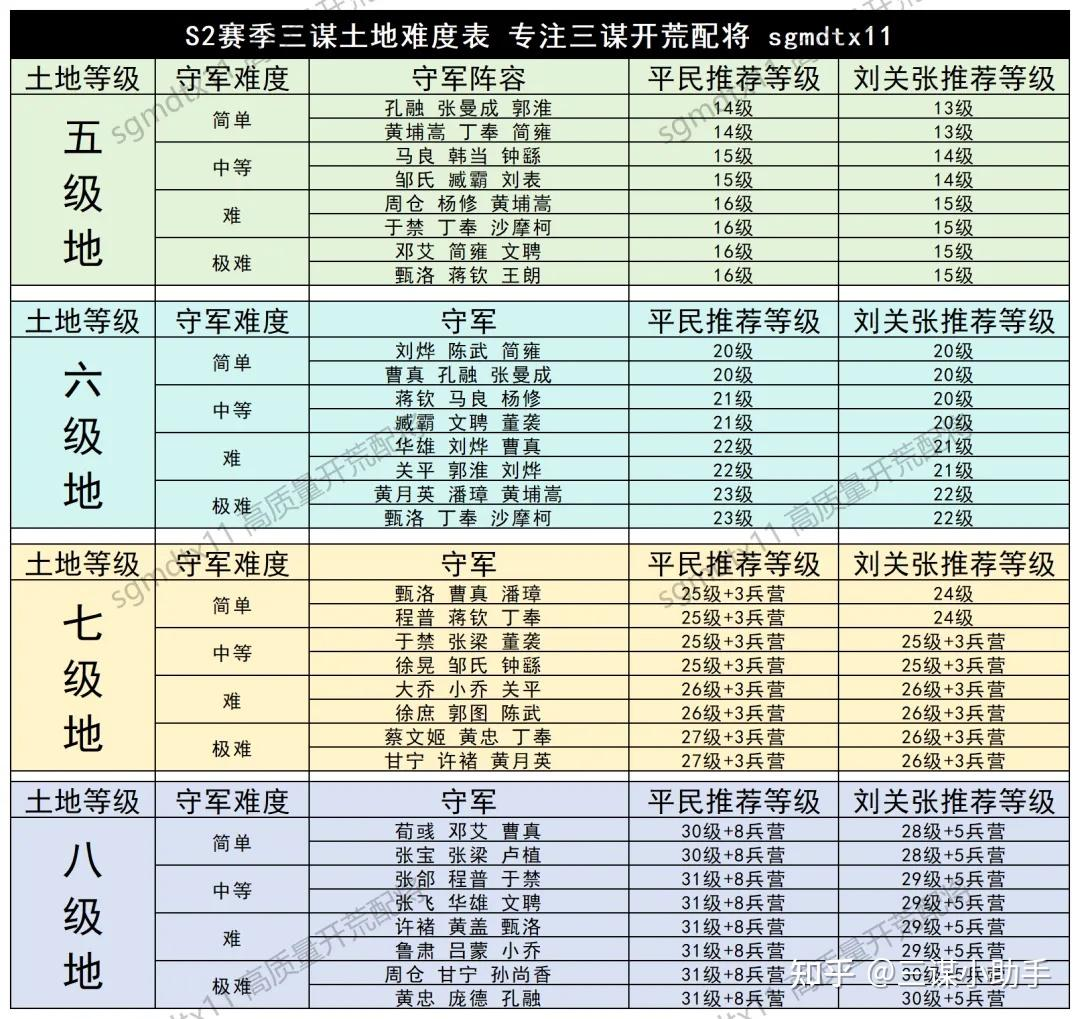 S2赛季三谋土地难度表 专注三谋开荒配将 sgmdtx11
土地等级 守军难度 守军阵容 平民推荐等级 刘关张推荐等级
五级地
简单 孔融 张曼成 郭淮 14级 13级
黄埔嵩 丁奉 简雍 14级 13级
中等 马良 韩当 钟繇 15级 14级
邹氏 臧霸 刘表 15级 14级
难 周仓 杨修 黄埔嵩 16级 15级
于禁 丁奉 沙摩柯 16级 15级
极难 邓艾 简雍 文聘 16级 15级
甄洛 蒋钦 王朗 16级 15级
土地等级 守军难度 守军 平民推荐等级 刘关张推荐等级
六级地
简单 刘烨 陈武 简雍 20级 20级
曹真 孔融 张曼成 20级 20级
中等 蒋钦 马良 杨修 21级 20级
臧霸 文聘 董袭 21级 20级
难 华雄 刘烨 曹真 22级 21级
关平 郭淮 刘烨 22级 21级
极难 黄月英 潘璋 黄埔嵩 23级 22级
甄洛 丁奉 沙摩柯 23级 22级
土地等级 守军难度 守军 平民推荐等级 刘关张推荐等级
七级地
简单 甄洛 曹真 潘璋 25级+3兵营 24级
程普 蒋钦 丁奉 25级+3兵营 24级
中等 于禁 张梁 董袭 25级+3兵营 25级+3兵营
徐晃 邹氏 钟繇 25级+3兵营 25级+3兵营
难 大乔 小乔 关平 26级+3兵营 26级+3兵营
徐庶 郭图 陈武 26级+3兵营 26级+3兵营
极难 蔡文姬 黄忠 丁奉 27级+3兵营 26级+3兵营
甘宁 许褚 黄月英 27级+3兵营 26级+3兵营
土地等级 守军难度 守军 平民推荐等级 刘关张推荐等级
八级地
简单 荀彧 邓艾 曹真 30级+8兵营 28级+5兵营
张宝 张梁 卢植 30级+8兵营 28级+5兵营
中等 张郃 程普 于禁 31级+8兵营 29级+5兵营
张飞 华雄 文聘 31级+8兵营 29级+5兵营
难 许褚 黄盖 甄洛 31级+8兵营 29级+5兵营
鲁肃 吕蒙 小乔 31级+8兵营 29级+5兵营
极难 周仓 甘宁 孙尚香 31级+8兵营 30级+5兵营
黄忠 庞德 孔融 31级+8兵营 30级+5兵营
知乎 @三谋小助手
sgmdtx11 高质量开荒配将
sgmdtx11 高质量开荒配将